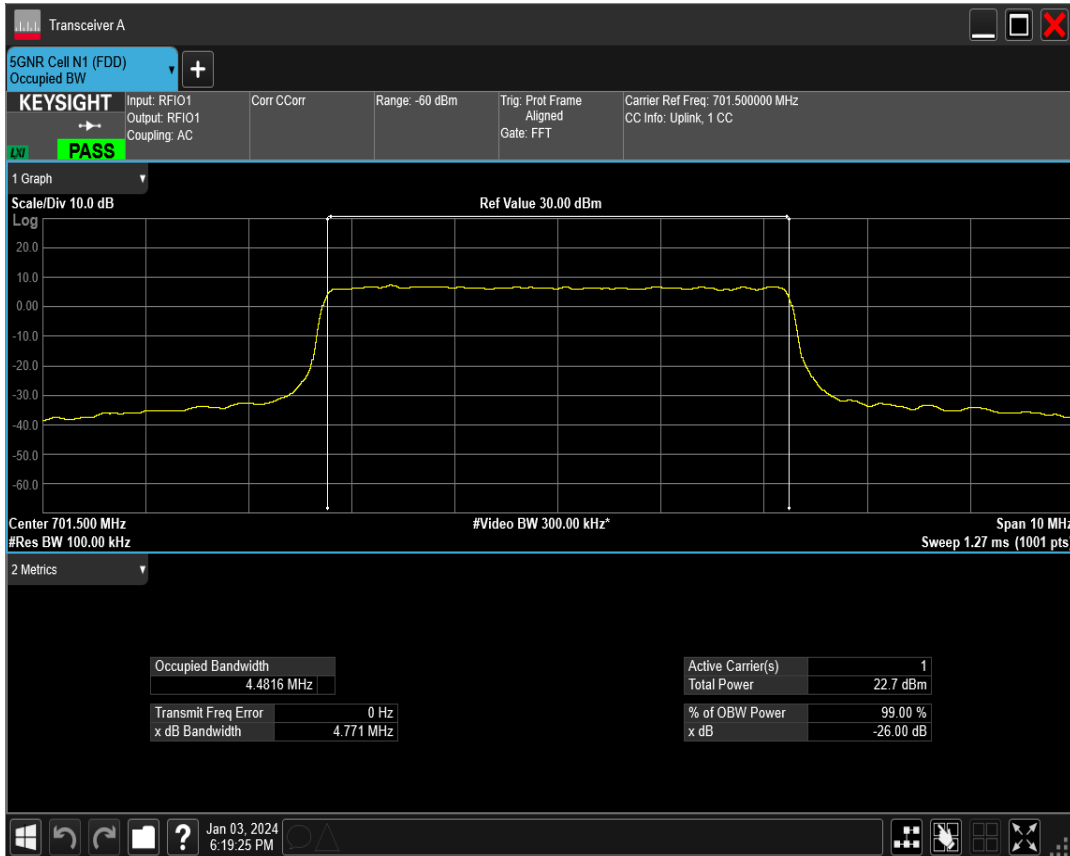 Transceiver A
5GNR Cell N1 (FDD)
Occupied BW
+
KEYSIGHT
LXI
PASS
Input: RFIO1
Output: RFIO1
Coupling: AC
Corr CCorr
Range: -60 dBm
Trig: Prot Frame
Aligned
Gate: FFT
Carrier Ref Freq: 701.500000 MHz
CC Info: Uplink, 1 CC
1 Graph
Scale/Div 10.0 dB
Ref Value 30.00 dBm
Log
20.0
10.0
0.00
-10.0
-20.0
-30.0
-40.0
-50.0
-60.0
Center 701.500 MHz
#Video BW 300.00 kHz*
Span 10 MHz
#Res BW 100.00 kHz
Sweep 1.27 ms (1001 pts)
2 Metrics
Occupied Bandwidth
4.4816 MHz
Transmit Freq Error 0 Hz
x dB Bandwidth 4.771 MHz
Active Carrier(s) 1
Total Power 22.7 dBm
% of OBW Power 99.00 %
x dB -26.00 dB
?
Jan 03, 2024
6:19:25 PM